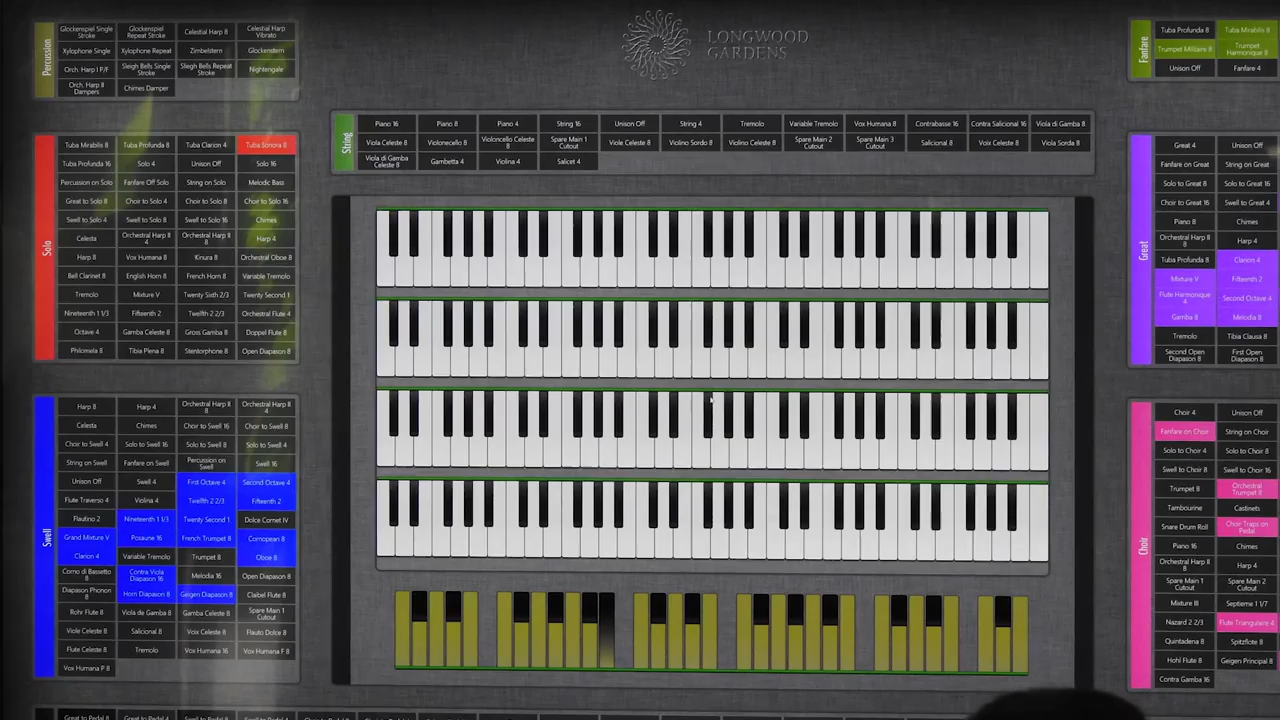 LONGWOOD
GARDENS
Percussion
Glockenspiel Single Stroke
Glockenspiel Repeat Stroke
Celestial Harp 8
Celestial Harp Vibrato
Xylophone Single
Xylophone Repeat
Zimbelstern
Glockenstern
Orch. Harp I P/F
Sleigh Bells Single Stroke
Sleigh Bells Repeat Stroke
Nightengale
Orch. Harp II Dampers
Chimes Damper
Solo
Tuba Mirabilis 8
Tuba Profunda 8
Tuba Clarion 4
Tuba Sonora 8
Tuba Profunda 16
Solo 4
Unison Off
Solo 16
Percussion on Solo
Fanfare Off Solo
String on Solo
Melodic Bass
Great to Solo 8
Choir to Solo 4
Choir to Solo 8
Choir to Solo 16
Swell to Solo 4
Swell to Solo 8
Swell to Solo 16
Chimes
Celesta
Orchestral Harp II 4
Orchestral Harp II 8
Harp 4
Harp 8
Vox Humana 8
Kinura 8
Orchestral Oboe 8
Bell Clarinet 8
English Horn 8
French Horn 8
Variable Tremolo
Tremolo
Mixture V
Twenty Sixth 2/3
Twenty Second 1
Nineteenth 1 1/3
Fifteenth 2
Twelfth 2 2/3
Orchestral Flute 4
Octave 4
Gamba Celeste 8
Gross Gamba 8
Doppel Flute 8
Philomela 8
Tibia Plena 8
Stentorphone 8
Open Diapason 8
Swell
Harp 8
Harp 4
Orchestral Harp II 8
Orchestral Harp II 4
Celesta
Chimes
Choir to Swell 16
Choir to Swell 8
Choir to Swell 4
Solo to Swell 16
Solo to Swell 8
Solo to Swell 4
String on Swell
Fanfare on Swell
Percussion on Swell
Swell 16
Unison Off
Swell 4
First Octave 4
Second Octave 4
Flute Traverso 4
Violina 4
Twelfth 2 2/3
Fifteenth 2
Flautino 2
Nineteenth 1 1/3
Twenty Second 1
Dolce Cornet IV
Grand Mixture V
Posaune 16
French Trumpet 8
Cornopean 8
Clarion 4
Variable Tremolo
Trumpet 8
Oboe 8
Corno di Bassetto 8
Contra Viola Diapason 16
Melodia 16
Open Diapason 8
Diapason Phonon 8
Horn Diapason 8
Geigen Diapason 8
Claibel Flute 8
Rohr Flute 8
Viola de Gamba 8
Gamba Celeste 8
Spare Main 1 Cutout
Viole Celeste 8
Salicional 8
Voix Celeste 8
Flauto Dolce 8
Flute Celeste 8
Tremolo
Vox Humana 16
Vox Humana F 8
Vox Humana P 8
String
Piano 16
Piano 8
Piano 4
String 16
Unison Off
String 4
Tremolo
Variable Tremolo
Vox Humana 8
Contrabasse 16
Contra Salicional 16
Viola di Gamba 8
Viola Celeste 8
Violonecello 8
Violoncello Celeste 8
Spare Main 1 Cutout
Viole Celeste 8
Violino Sordo 8
Violino Celeste 8
Spare Main 2 Cutout
Spare Main 3 Cutout
Salicional 8
Voix Celeste 8
Viola Sorda 8
Viola di Gamba Celeste 8
Gambetta 4
Violina 4
Salicet 4
Fanfare
Tuba Profunda 8
Tuba Mirabilis 8
Trumpet Militaire 8
Trumpet Harmonique 8
Unison Off
Fanfare 4
Great
Great 4
Unison Off
Fanfare on Great
String on Great
Solo to Great 8
Solo to Great 16
Choir to Great 16
Swell to Great 4
Piano 8
Chimes
Orchestral Harp II 8
Harp 4
Tuba Profunda 8
Clarion 4
Mixture V
Fifteenth 2
Flute Harmonique 4
Second Octave 4
Gamba 8
Melodia 8
Tremolo
Tibia Clausa 8
Second Open Diapason 8
First Open Diapason 8
Choir
Choir 4
Unison Off
Fanfare on Choir
String on Choir
Solo to Choir 4
Solo to Choir 8
Swell to Choir 8
Swell to Choir 16
Trumpet 8
Orchestral Trumpet 8
Tambourine
Castinets
Snare Drum Roll
Choir Traps on Pedal
Piano 16
Chimes
Orchestral Harp II 8
Harp 4
Spare Main 1 Cutout
Spare Main 2 Cutout
Mixture III
Septieme 1 1/7
Nazard 2 2/3
Flute Triangulere 4
Quintadena 8
Spitzflote 8
Hohl Flute 8
Geigen Principal 8
Contra Gamba 16
Great to Pedal 8
Great to Pedal 4